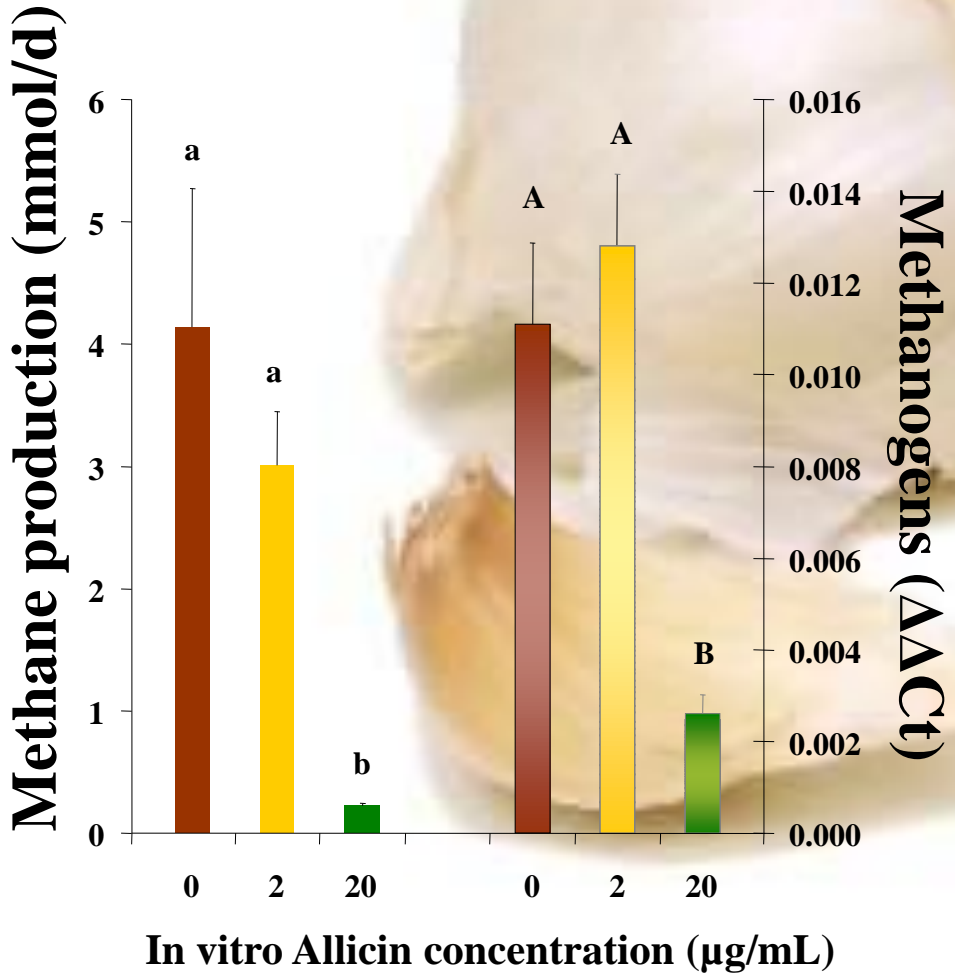 Methane production (mmol/d)
6
5
4
3
2
1
0
a
a
b
A
A
B
0.016
0.014
0.012
0.010
0.008
0.006
0.004
0.002
0.000
Methanogens (ΔΔCt)
0 2 20 0 2 20
In vitro Allicin concentration (µg/mL)